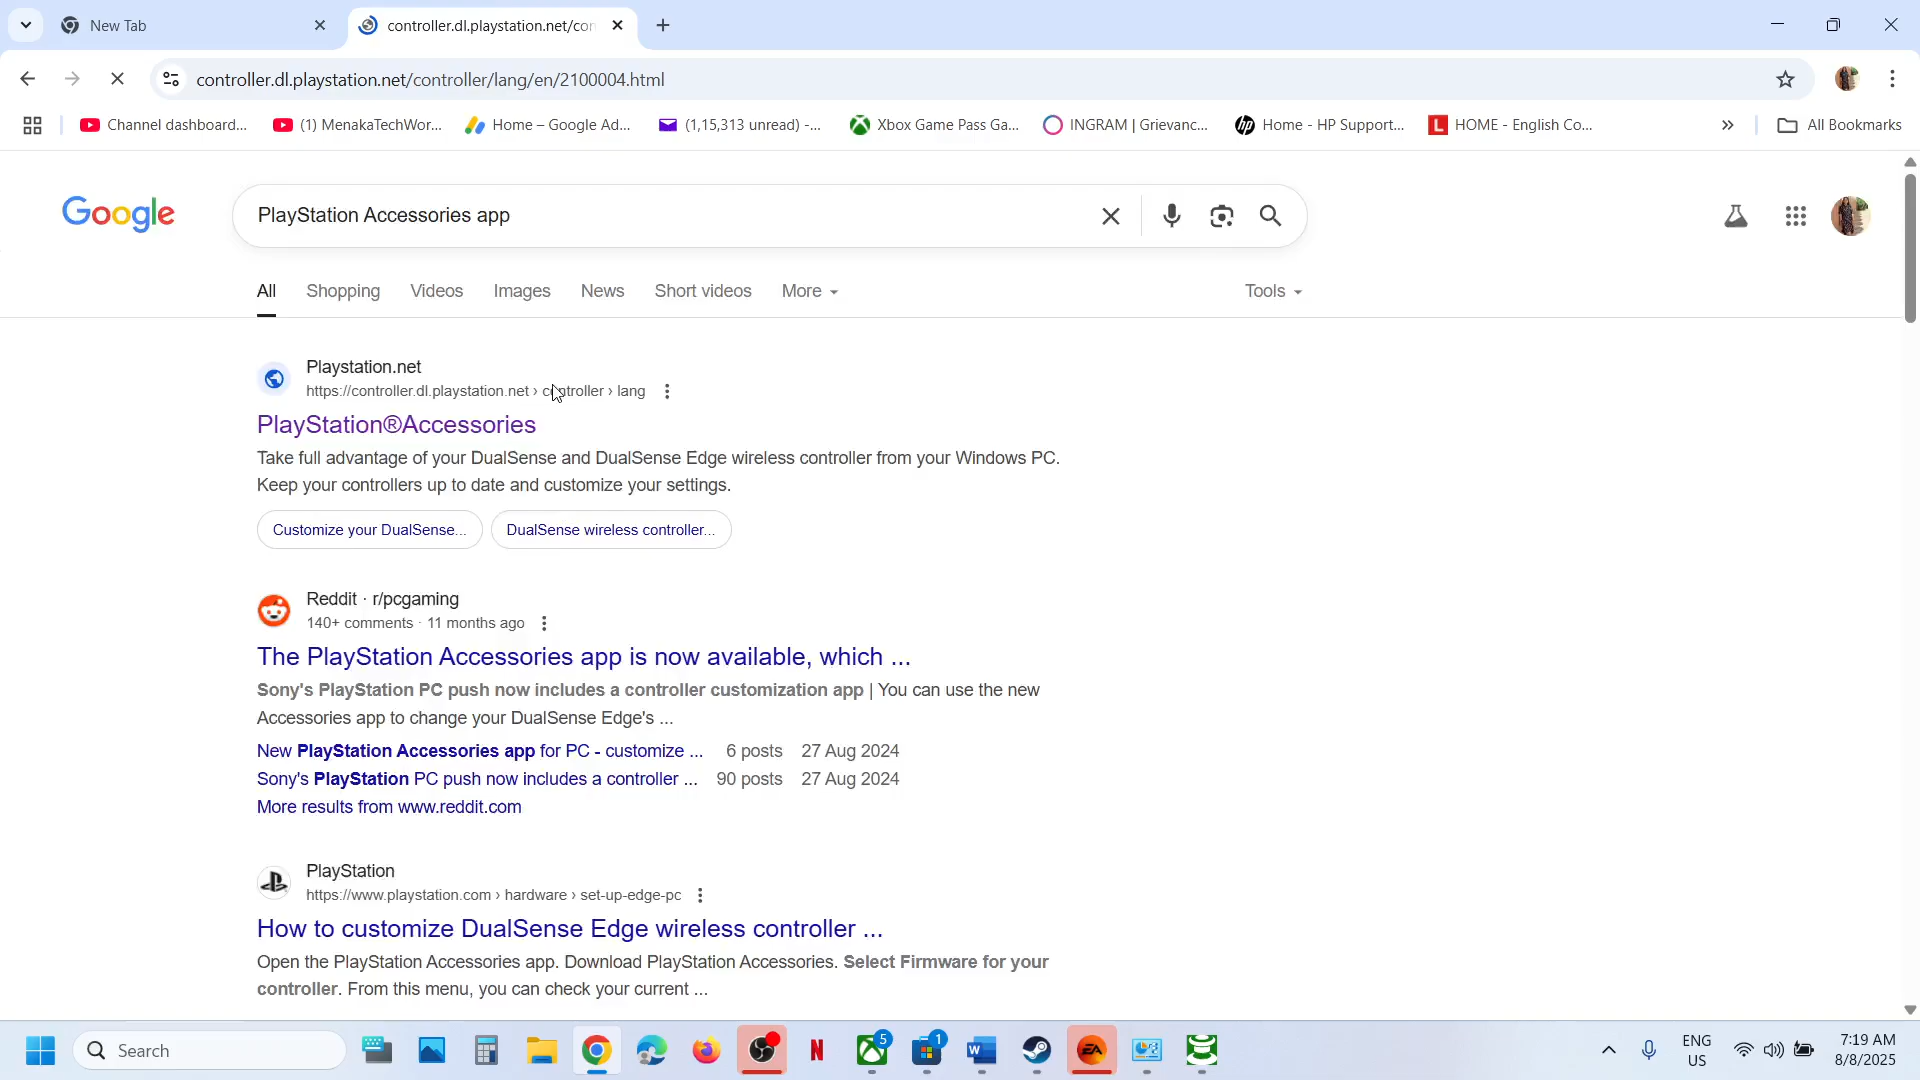 New Tab
controller.dl.playstation.net/con
controller.dl.playstation.net/controller/lang/en/2100004.html
Channel dashboard...
(1) MenakaTechWor...
Home – Google Ad...
(1,15,313 unread) -...
Xbox Game Pass Ga...
INGRAM | Grievanc...
Home - HP Support...
HOME - English Co...
All Bookmarks
Google
PlayStation Accessories app
All
Shopping
Videos
Images
News
Short videos
More
Tools
Playstation.net
https://controller.dl.playstation.net › controller › lang
PlayStation®Accessories
Take full advantage of your DualSense and DualSense Edge wireless controller from your Windows PC.
Keep your controllers up to date and customize your settings.
Customize your DualSense...
DualSense wireless controller...
Reddit · r/pcgaming
140+ comments · 11 months ago
The PlayStation Accessories app is now available, which ...
Sony's PlayStation PC push now includes a controller customization app | You can use the new
Accessories app to change your DualSense Edge's ...
New PlayStation Accessories app for PC - customize ... 6 posts 27 Aug 2024
Sony's PlayStation PC push now includes a controller ... 90 posts 27 Aug 2024
More results from www.reddit.com
PlayStation
https://www.playstation.com › hardware › set-up-edge-pc
How to customize DualSense Edge wireless controller ...
Open the PlayStation Accessories app. Download PlayStation Accessories. Select Firmware for your
controller. From this menu, you can check your current ...
Search
5
1
ENG
US
7:19 AM
8/8/2025